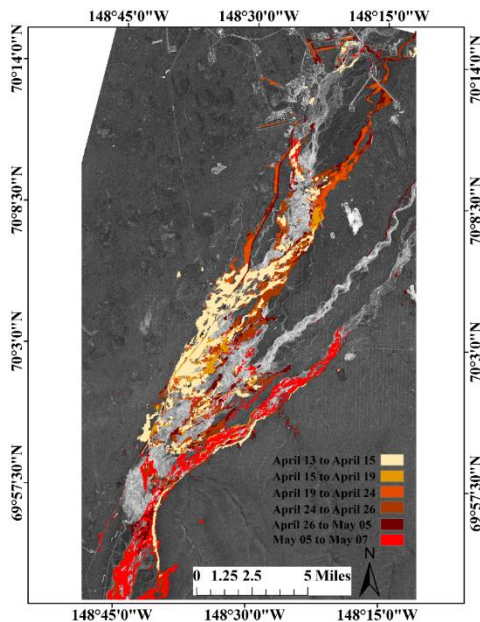 148°45'0"W 148°30'0"W 148°15'0"W
70°14'0"N 70°14'0"N
70°8'30"N 70°8'30"N
70°3'0"N 70°3'0"N
69°57'30"N 69°57'30"N
April 13 to April 15
April 15 to April 19
April 19 to April 24
April 24 to April 26
April 26 to May 05
May 05 to May 07
N
0 1.25 2.5 5 Miles
148°45'0"W 148°30'0"W 148°15'0"W